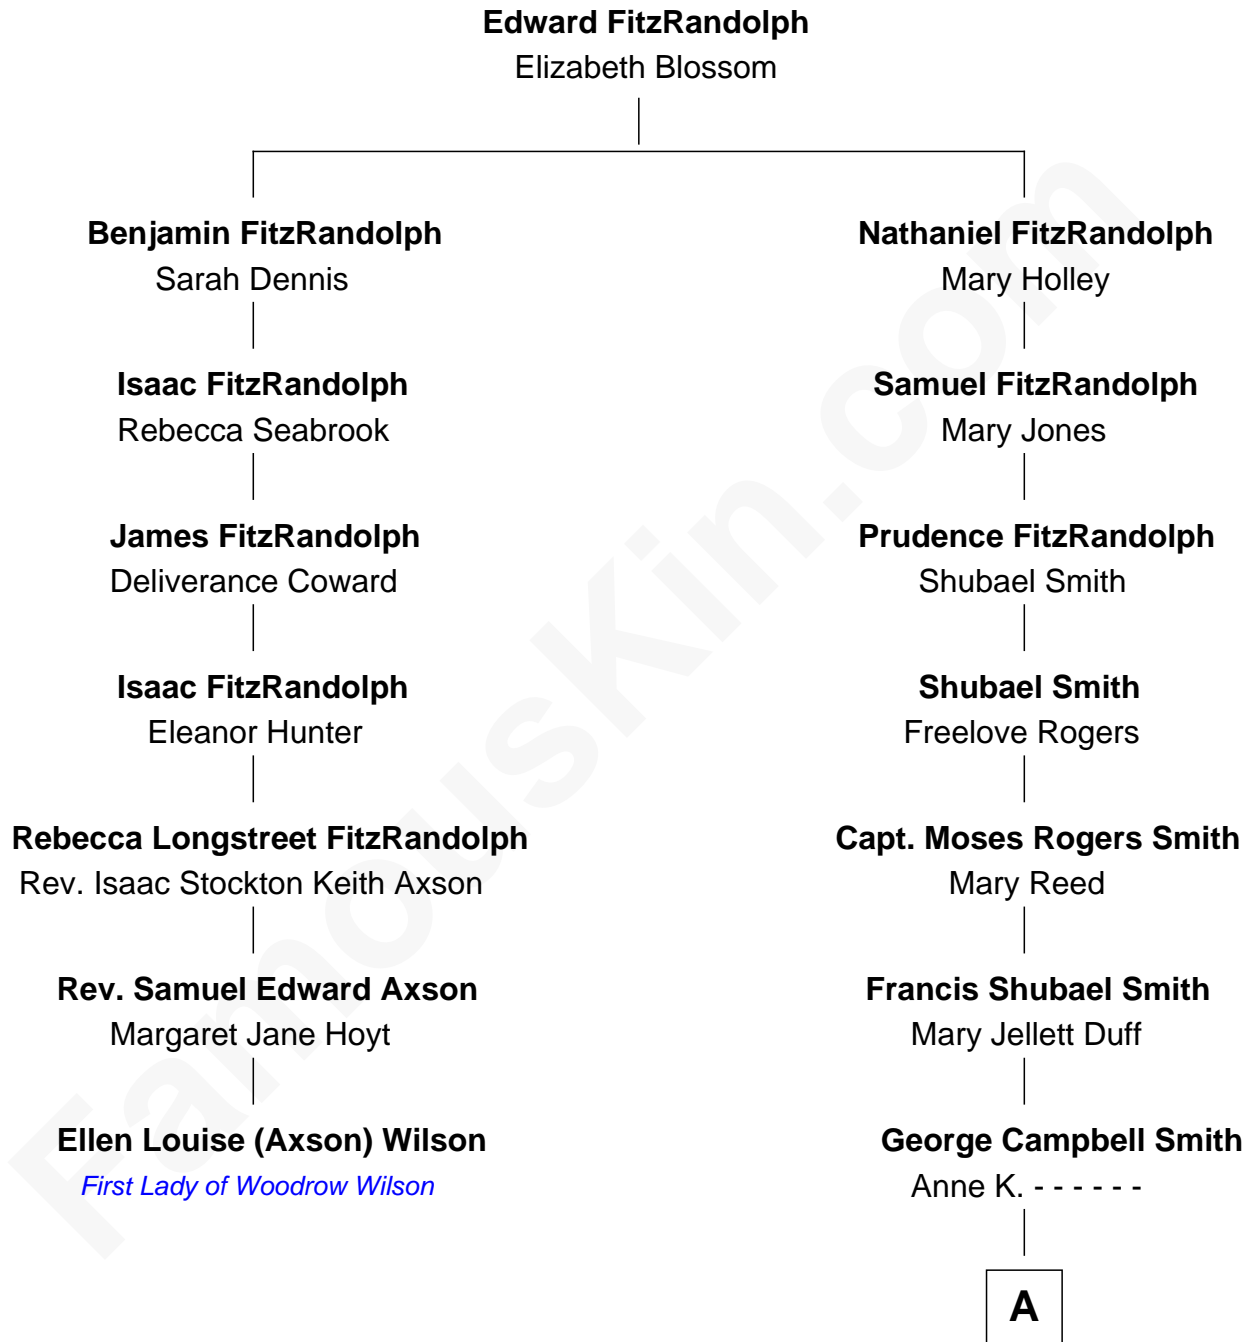 Edward FitzRandolph
Elizabeth Blossom
Benjamin FitzRandolph
Sarah Dennis
Isaac FitzRandolph
Rebecca Seabrook
James FitzRandolph
Deliverance Coward
Isaac FitzRandolph
Eleanor Hunter
Rebecca Longstreet FitzRandolph
Rev. Isaac Stockton Keith Axson
Rev. Samuel Edward Axson
Margaret Jane Hoyt
Ellen Louise (Axson) Wilson
First Lady of Woodrow Wilson
Nathaniel FitzRandolph
Mary Holley
Samuel FitzRandolph
Mary Jones
Prudence FitzRandolph
Shubael Smith
Shubael Smith
Freelove Rogers
Capt. Moses Rogers Smith
Mary Reed
Francis Shubael Smith
Mary Jellett Duff
George Campbell Smith
Anne K. - - - - - -
A
FamousKin.com